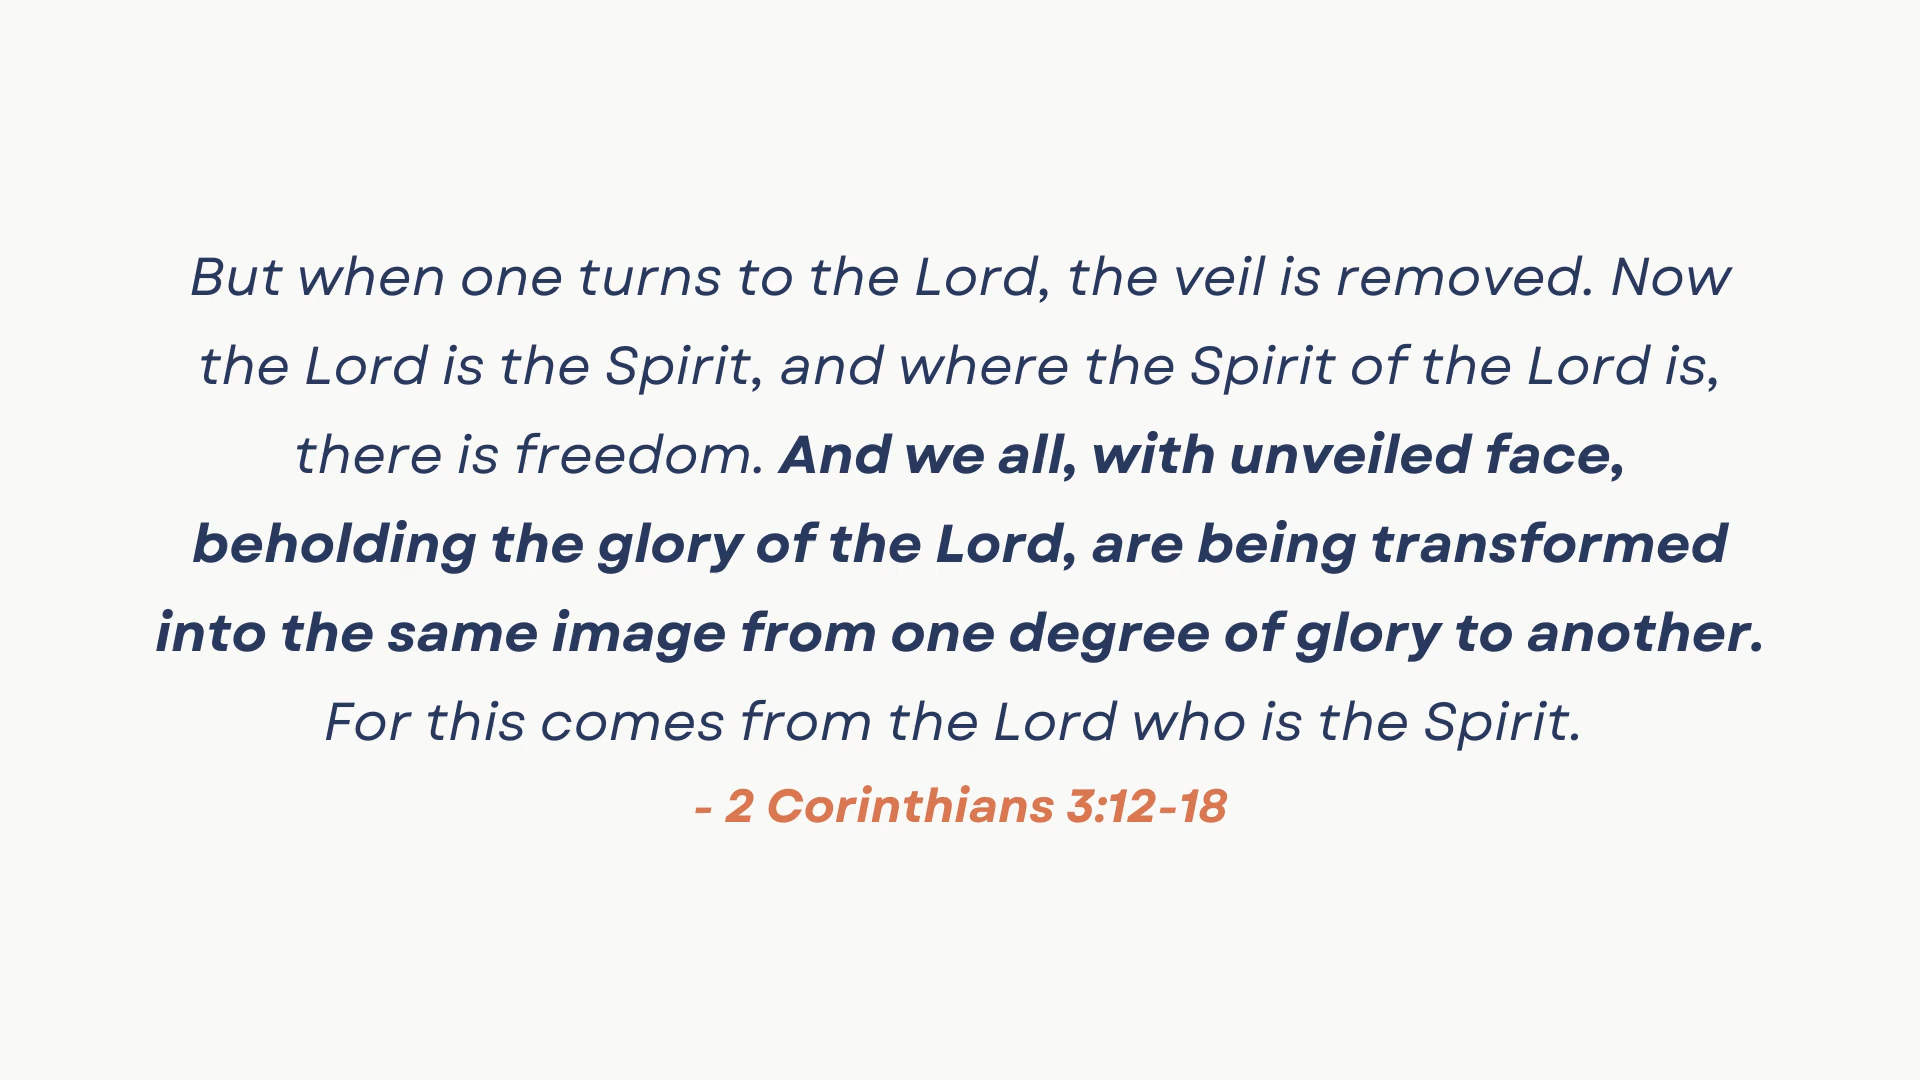 But when one turns to the Lord, the veil is removed. Now
the Lord is the Spirit, and where the Spirit of the Lord is,
there is freedom. And we all, with unveiled face,
beholding the glory of the Lord, are being transformed
into the same image from one degree of glory to another.
For this comes from the Lord who is the Spirit.
- 2 Corinthians 3:12-18